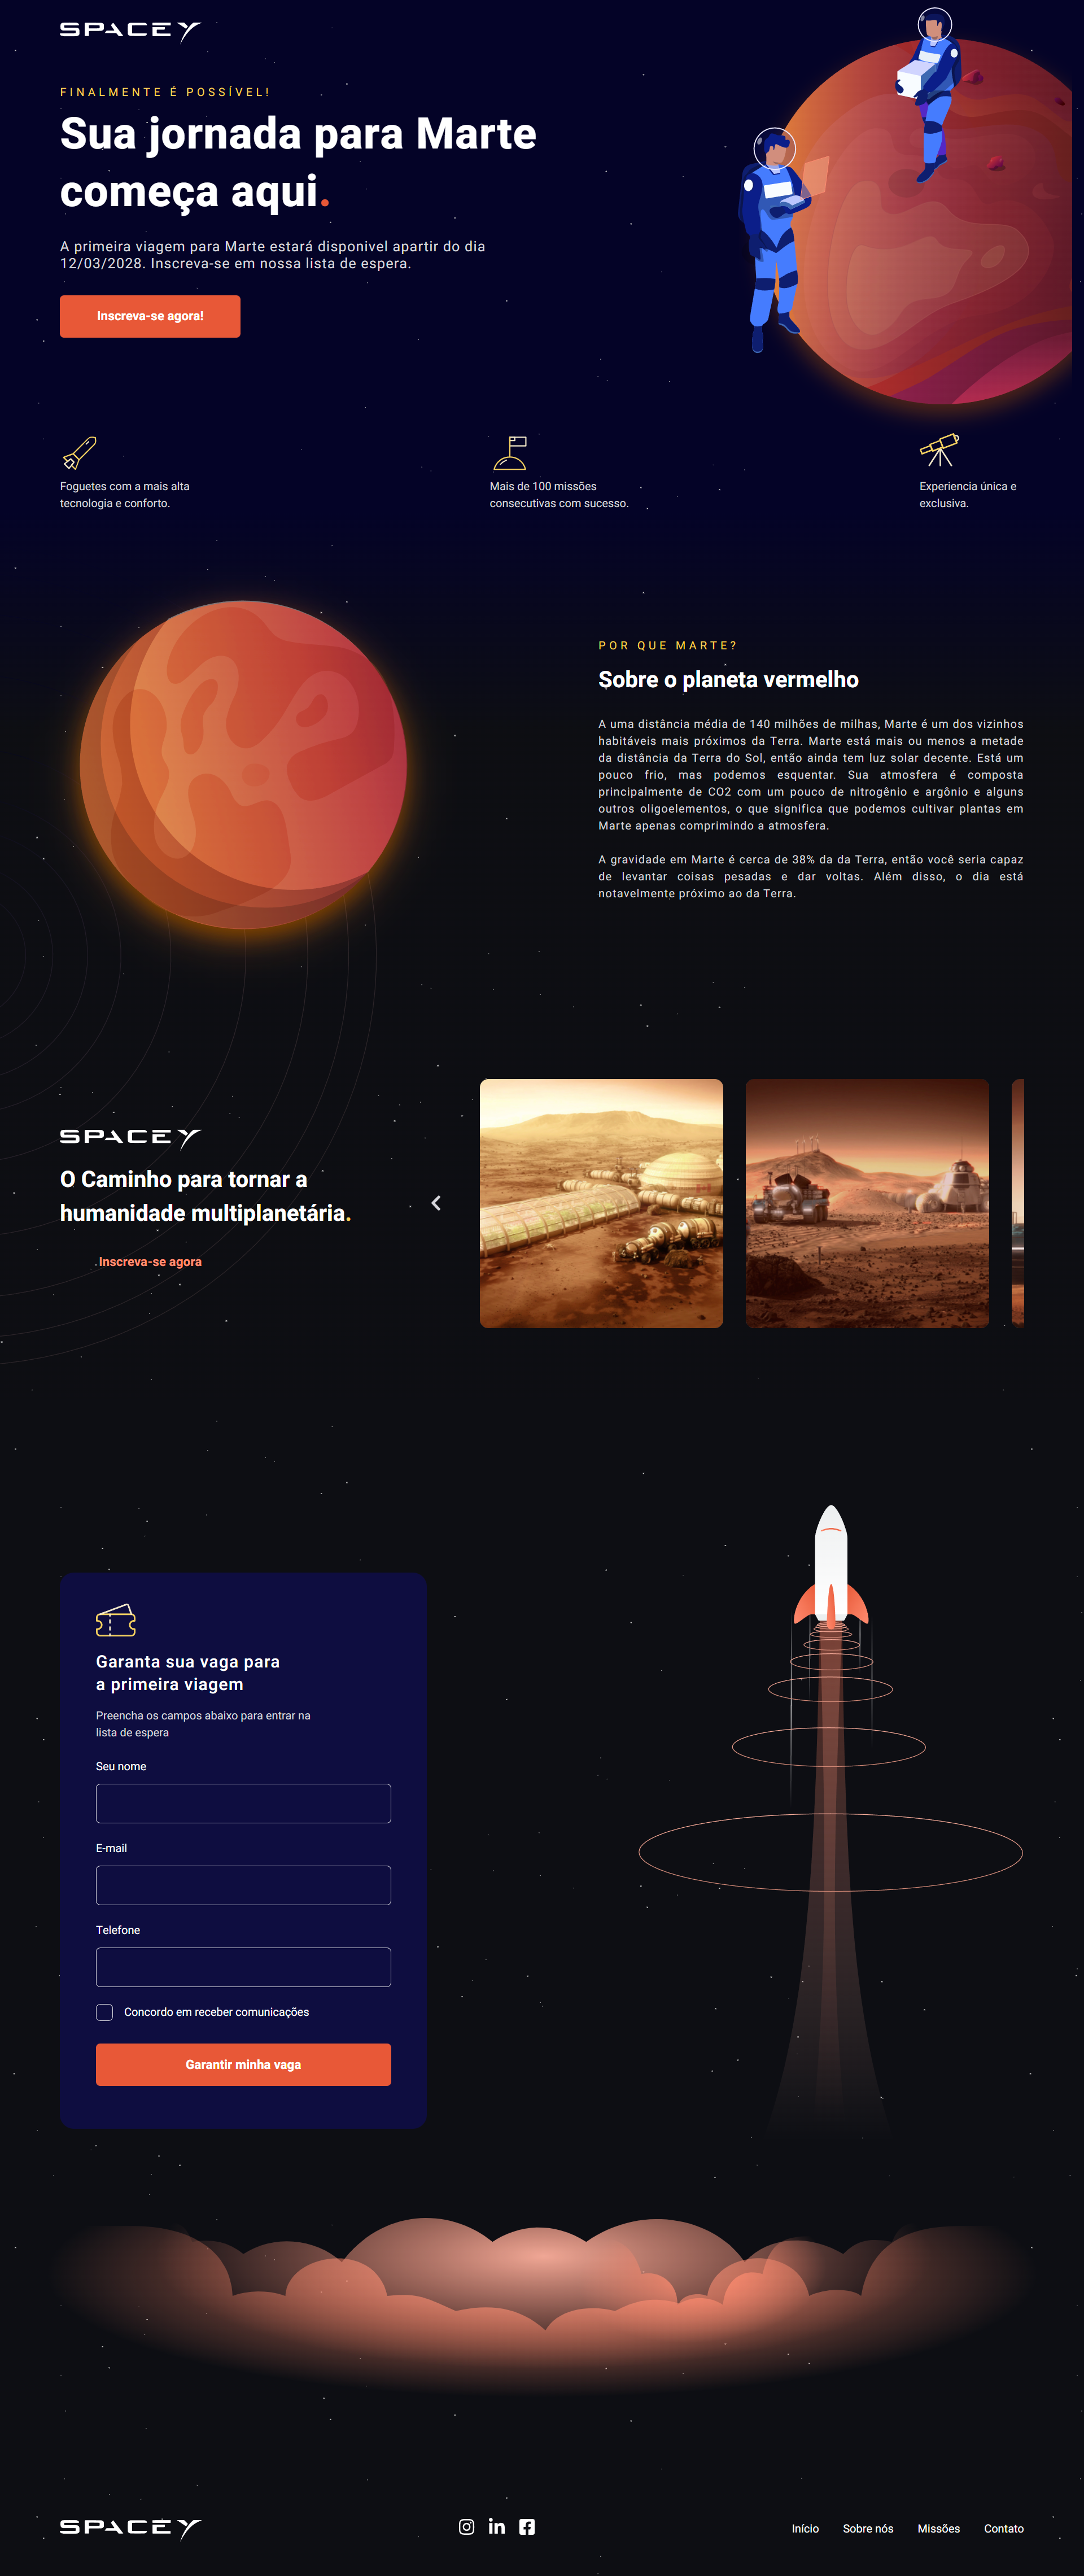 SPACEY
FINALMENTE É POSSÍVEL!
Sua jornada para Marte
começa aqui.
A primeira viagem para Marte estará disponivel apartir do dia
12/03/2028. Inscreva-se em nossa lista de espera.
Inscreva-se agora!
Foguetes com a mais alta
tecnologia e conforto.
Mais de 100 missões
consecutivas com sucesso.
Experiencia única e
exclusiva.
POR QUE MARTE?
Sobre o planeta vermelho
A uma distância média de 140 milhões de milhas, Marte é um dos vizinhos
habitáveis mais próximos da Terra. Marte está mais ou menos a metade
da distância da Terra do Sol, então ainda tem luz solar decente. Está um
pouco frio, mas podemos esquentar. Sua atmosfera é composta
principalmente de CO2 com um pouco de nitrogênio e argônio e alguns
outros oligoelementos, o que significa que podemos cultivar plantas em
Marte apenas comprimindo a atmosfera.
A gravidade em Marte é cerca de 38% da da Terra, então você seria capaz
de levantar coisas pesadas e dar voltas. Além disso, o dia está
notavelmente próximo ao da Terra.
SPACEY
O Caminho para tornar a
humanidade multiplanetária.
Inscreva-se agora
Garanta sua vaga para
a primeira viagem
Preencha os campos abaixo para entrar na
lista de espera
Seu nome
E-mail
Telefone
Concordo em receber comunicações
Garantir minha vaga
SPACEY
Início
Sobre nós
Missões
Contato